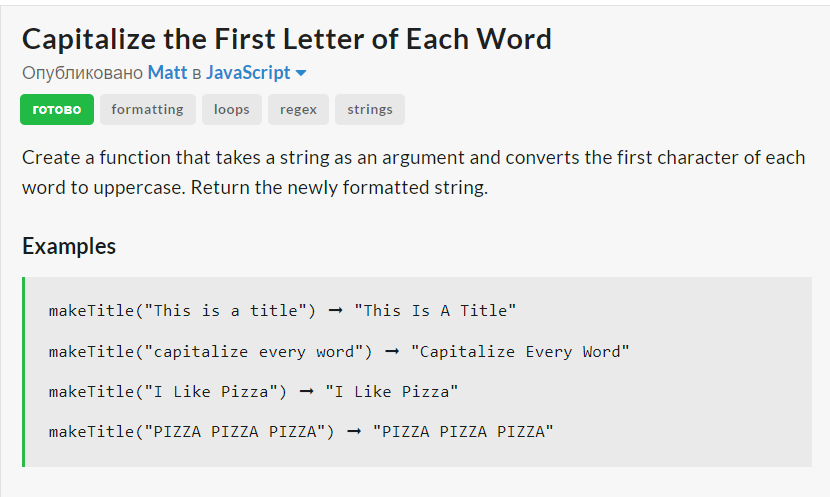 Capitalize the First Letter of Each Word
Опубликовано Matt в JavaScript
готово formatting loops regex strings
Create a function that takes a string as an argument and converts the first character of each
word to uppercase. Return the newly formatted string.
Examples
makeTitle("This is a title") ➞ "This Is A Title"
makeTitle("capitalize every word") ➞ "Capitalize Every Word"
makeTitle("I Like Pizza") ➞ "I Like Pizza"
makeTitle("PIZZA PIZZA PIZZA") ➞ "PIZZA PIZZA PIZZA"